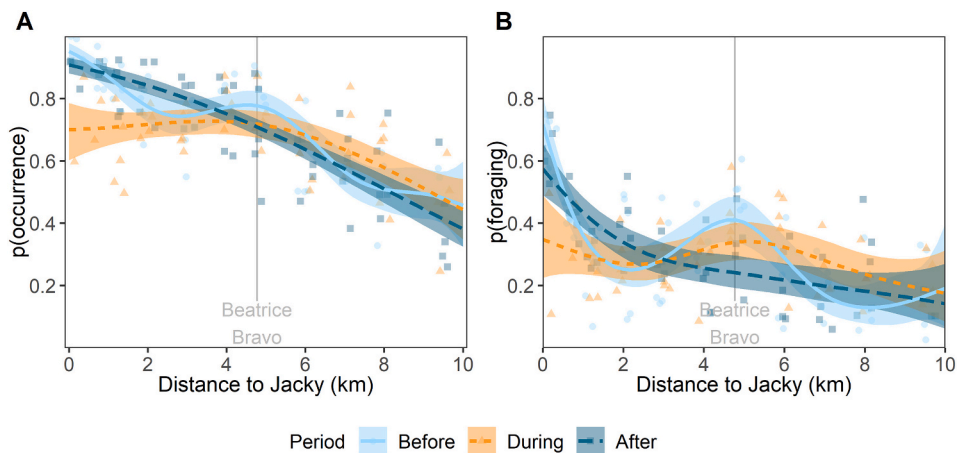 A
p(occurrence)
0.8
0.6
0.4
0.2
0 2 4 6 8 10
Distance to Jacky (km)
Beatrice
Bravo
B
p(foraging)
0.8
0.6
0.4
0.2
0 2 4 6 8 10
Distance to Jacky (km)
Beatrice
Bravo
Period Before During After